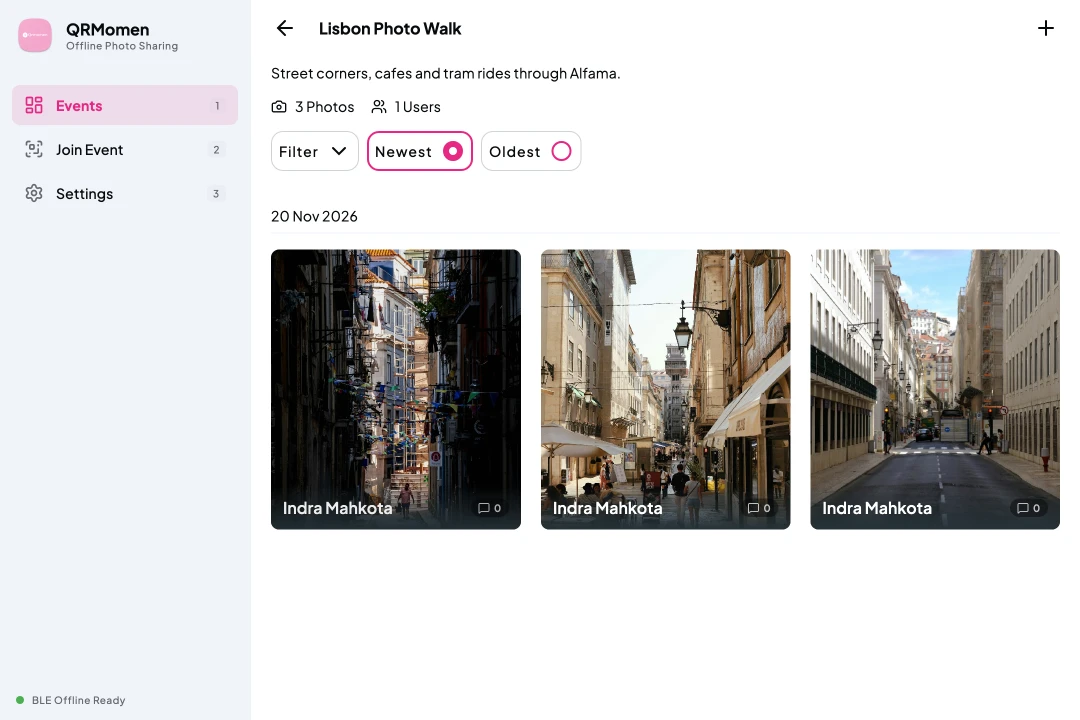 QRMomen
Offline Photo Sharing
Events 1
Join Event 2
Settings 3
BLE Offline Ready
Lisbon Photo Walk
Street corners, cafes and tram rides through Alfama.
3 Photos 1 Users
Filter Newest Oldest
20 Nov 2026
Indra Mahkota 0
Indra Mahkota 0
Indra Mahkota 0